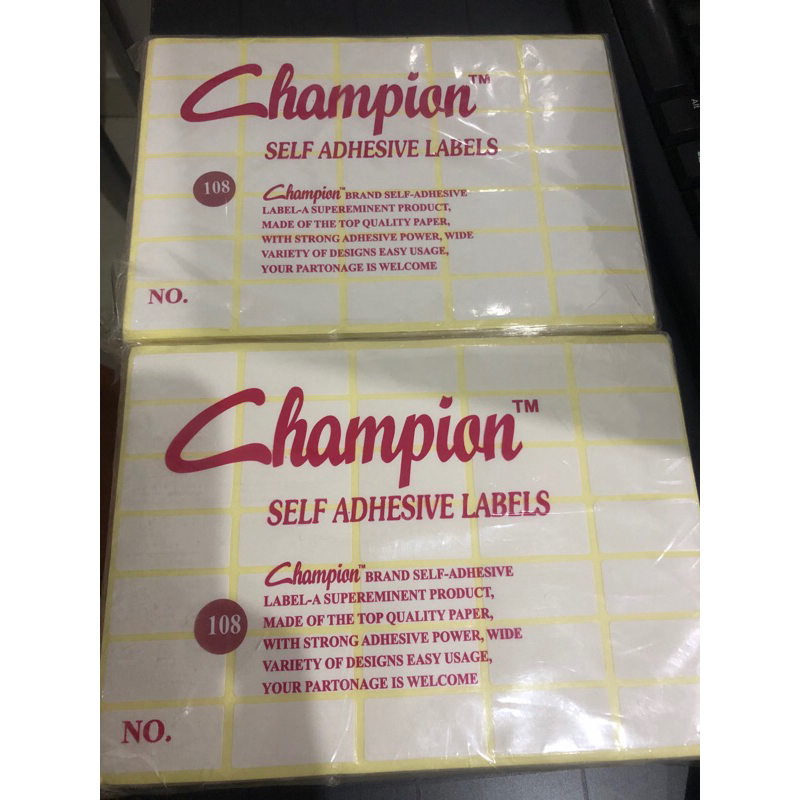 Champion™
SELF ADHESIVE LABELS
108
Champion™ BRAND SELF-ADHESIVE
LABEL-A SUPEREMINENT PRODUCT,
MADE OF THE TOP QUALITY PAPER,
WITH STRONG ADHESIVE POWER, WIDE
VARIETY OF DESIGNS EASY USAGE,
YOUR PARTONAGE IS WELCOME
NO.
Champion™
SELF ADHESIVE LABELS
Champion™ BRAND SELF-ADHESIVE
LABEL-A SUPEREMINENT PRODUCT,
108
MADE OF THE TOP QUALITY PAPER,
WITH STRONG ADHESIVE POWER, WIDE
VARIETY OF DESIGNS EASY USAGE,
YOUR PARTONAGE IS WELCOME
NO.